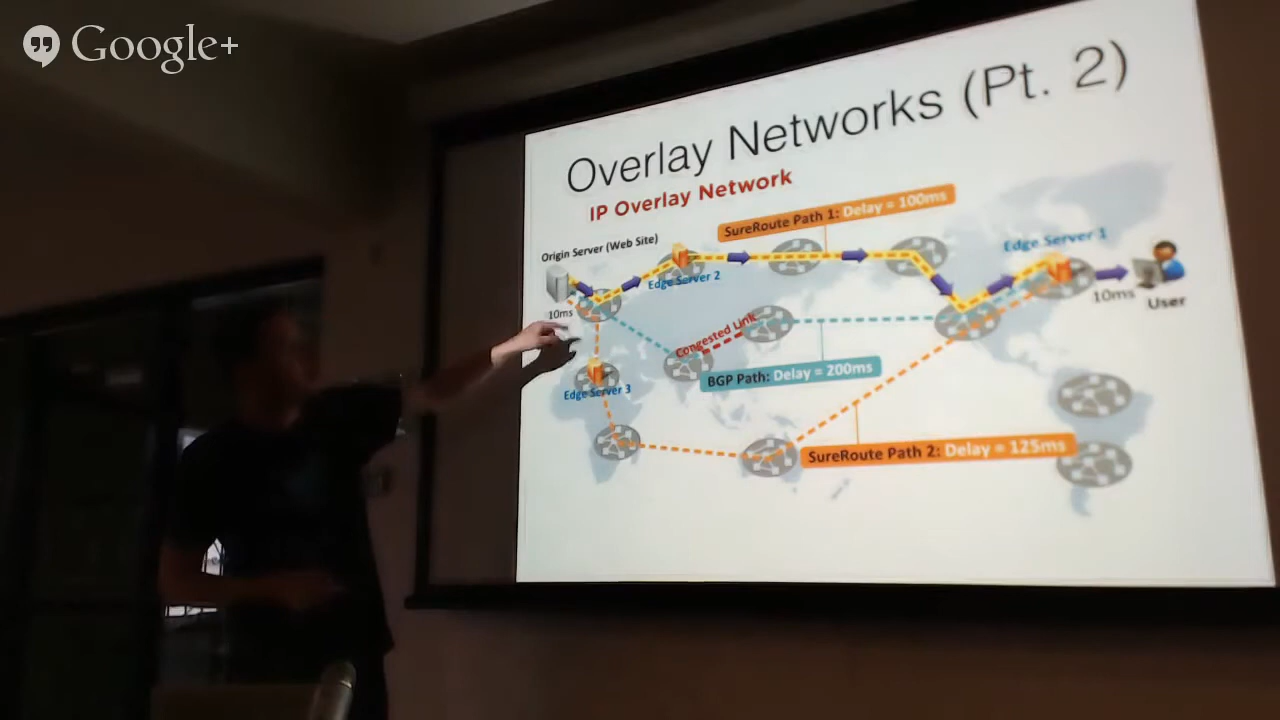 Google+
Overlay Networks (Pt. 2)
IP Overlay Network
SureRoute Path 1: Delay = 100ms
Origin Server (Web Site)
Edge Server 1
Edge Server 2
10ms
10ms
User
Congested Link
BGP Path: Delay = 200ms
Edge Server 3
SureRoute Path 2: Delay = 125ms